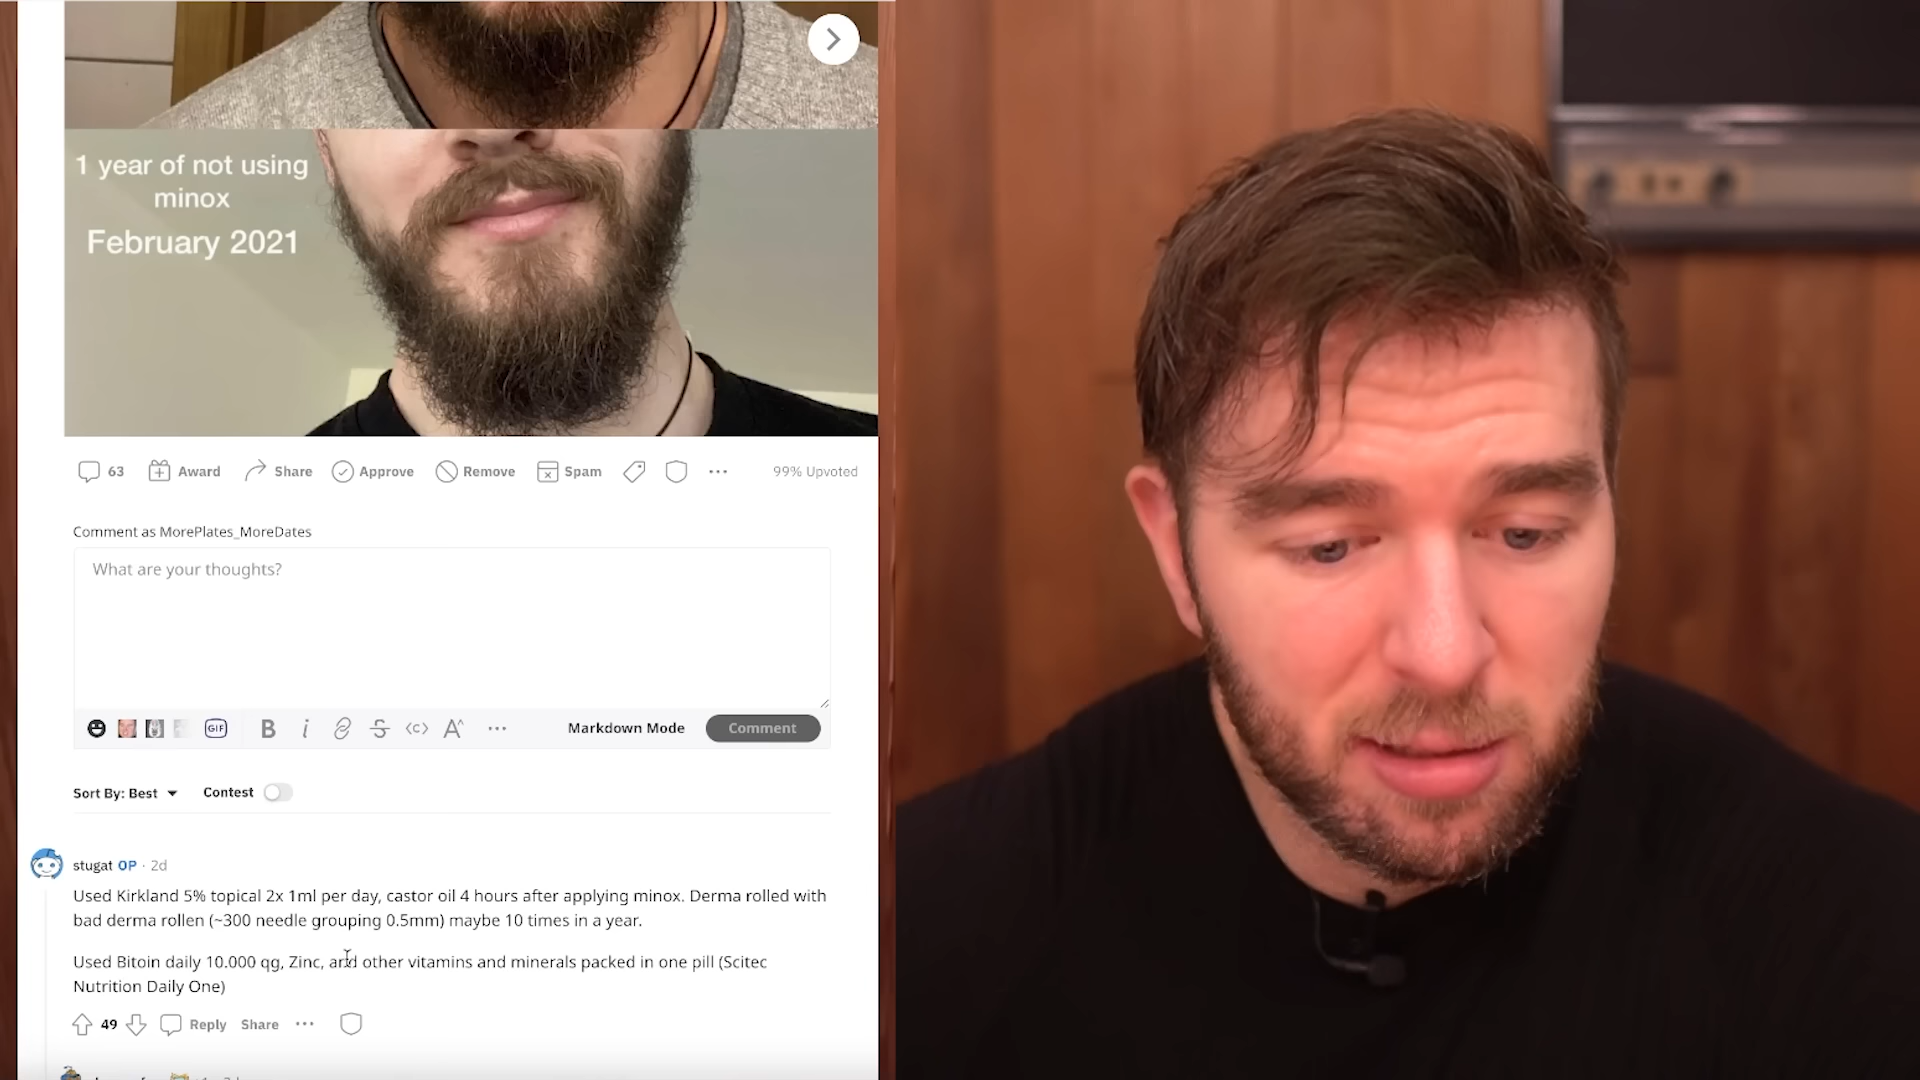 1 year of not using
minox
February 2021
63 Award Share Approve Remove Spam 99% Upvoted
Comment as MorePlates_MoreDates
What are your thoughts?
GIF B i <c> A^ Markdown Mode Comment
Sort By: Best Contest
stugat OP · 2d
Used Kirkland 5% topical 2x 1ml per day, castor oil 4 hours after applying minox. Derma rolled with
bad derma rollen (~300 needle grouping 0.5mm) maybe 10 times in a year.
Used Bitoin daily 10.000 qg, Zinc, and other vitamins and minerals packed in one pill (Scitec
Nutrition Daily One)
49 Reply Share